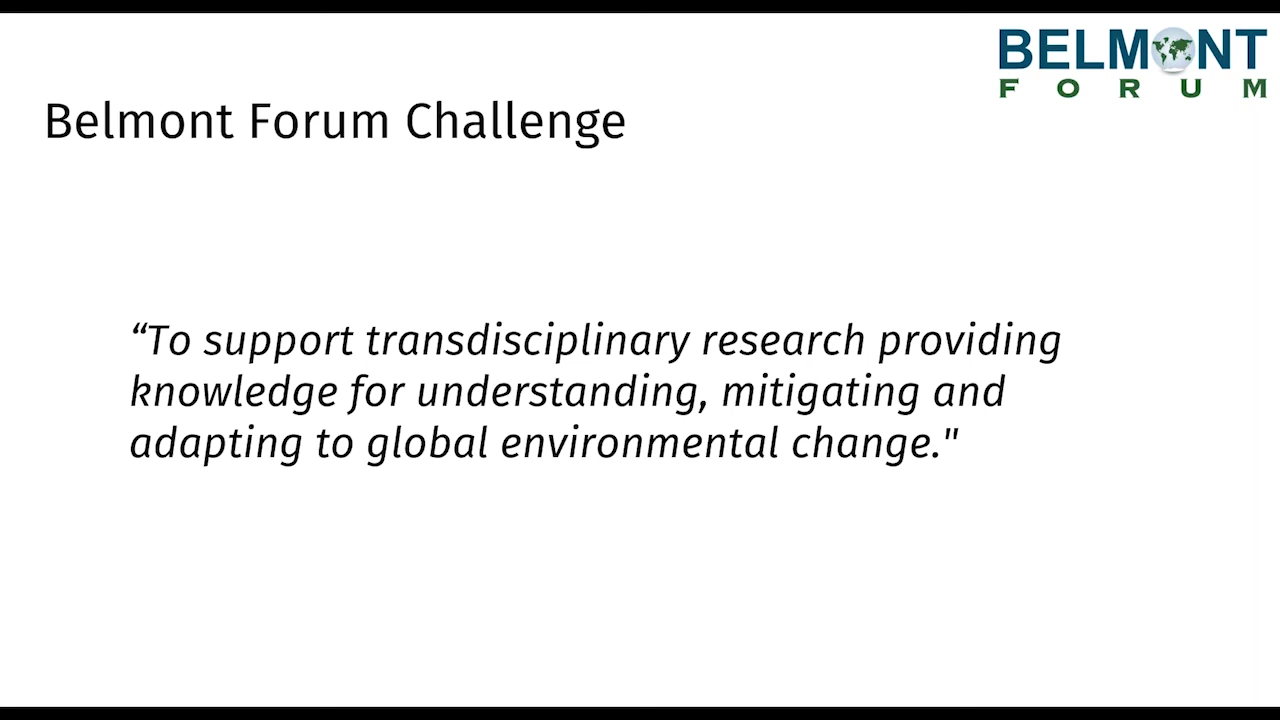 BELMONT
FORUM
Belmont Forum Challenge
“To support transdisciplinary research providing
knowledge for understanding, mitigating and
adapting to global environmental change."